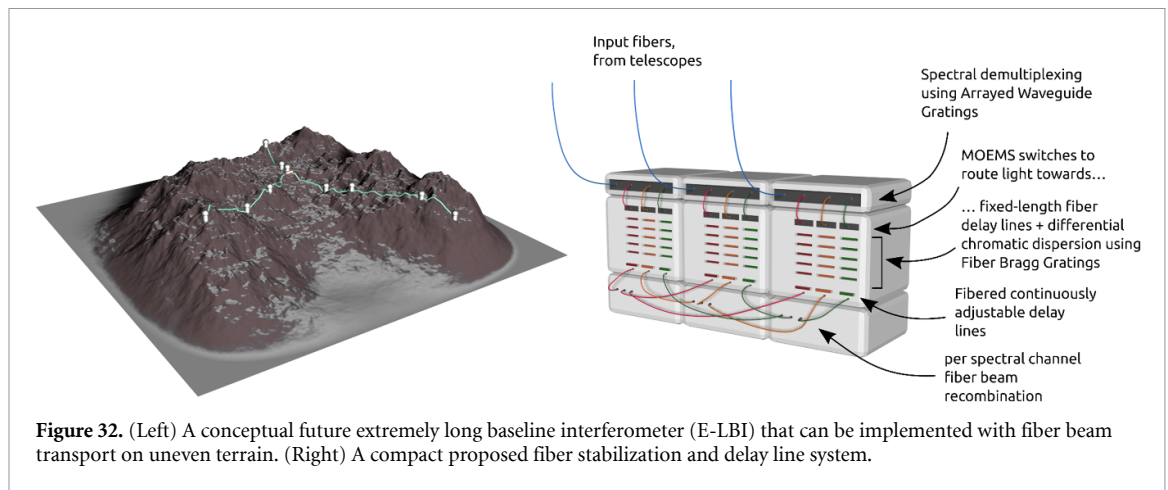 Input fibers,
from telescopes
Spectral demultiplexing
using Arrayed Waveguide
Gratings
MOEMS switches to
route light towards...
... fixed-length fiber
delay lines + differential
chromatic dispersion using
Fiber Bragg Gratings
Fibered continuously
adjustable delay
lines
per spectral channel
fiber beam
recombination
Figure 32. (Left) A conceptual future extremely long baseline interferometer (E-LBI) that can be implemented with fiber beam
transport on uneven terrain. (Right) A compact proposed fiber stabilization and delay line system.